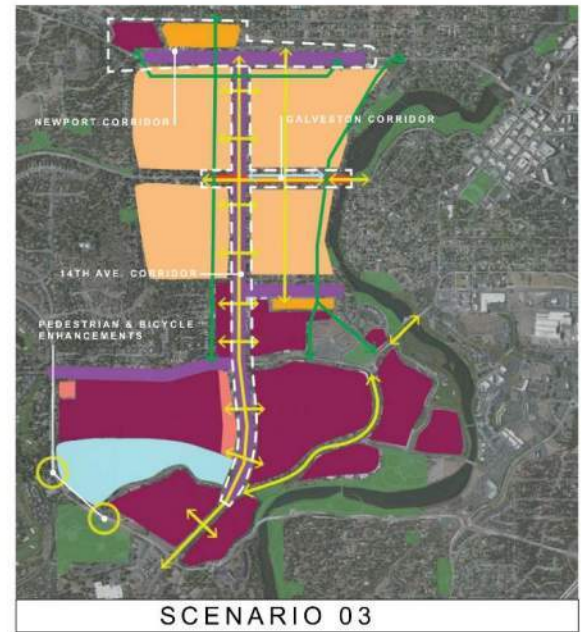 NEWPORT CORRIDOR
GALVESTON CORRIDOR
14TH AVE. CORRIDOR
PEDESTRIAN & BICYCLE
ENHANCEMENTS
SCENARIO 03